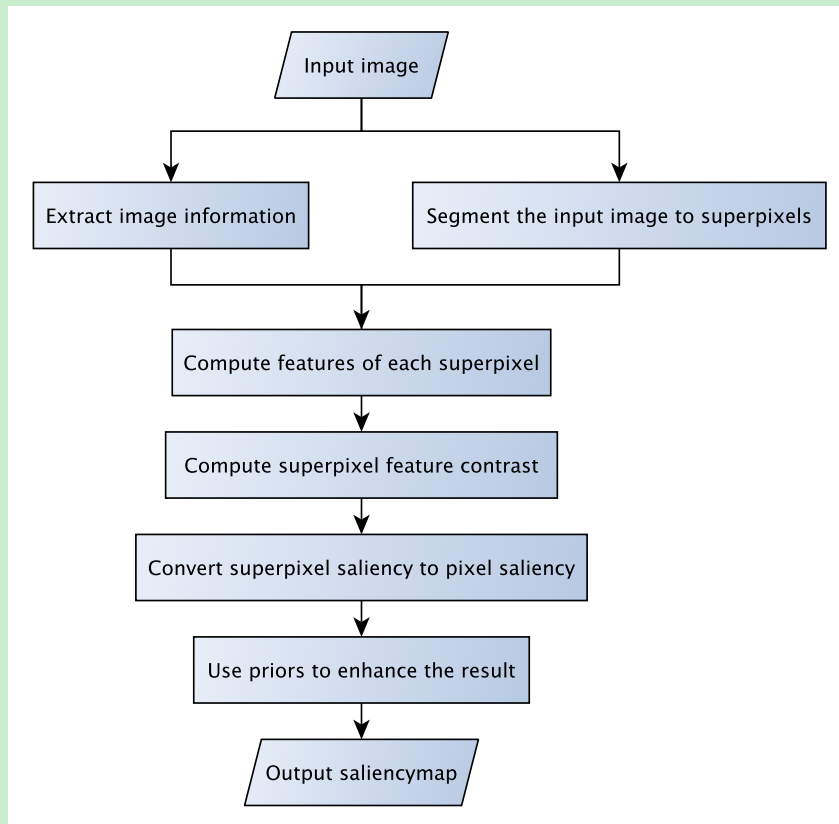 Input image
Extract image information
Segment the input image to superpixels
Compute features of each superpixel
Compute superpixel feature contrast
Convert superpixel saliency to pixel saliency
Use priors to enhance the result
Output saliencymap